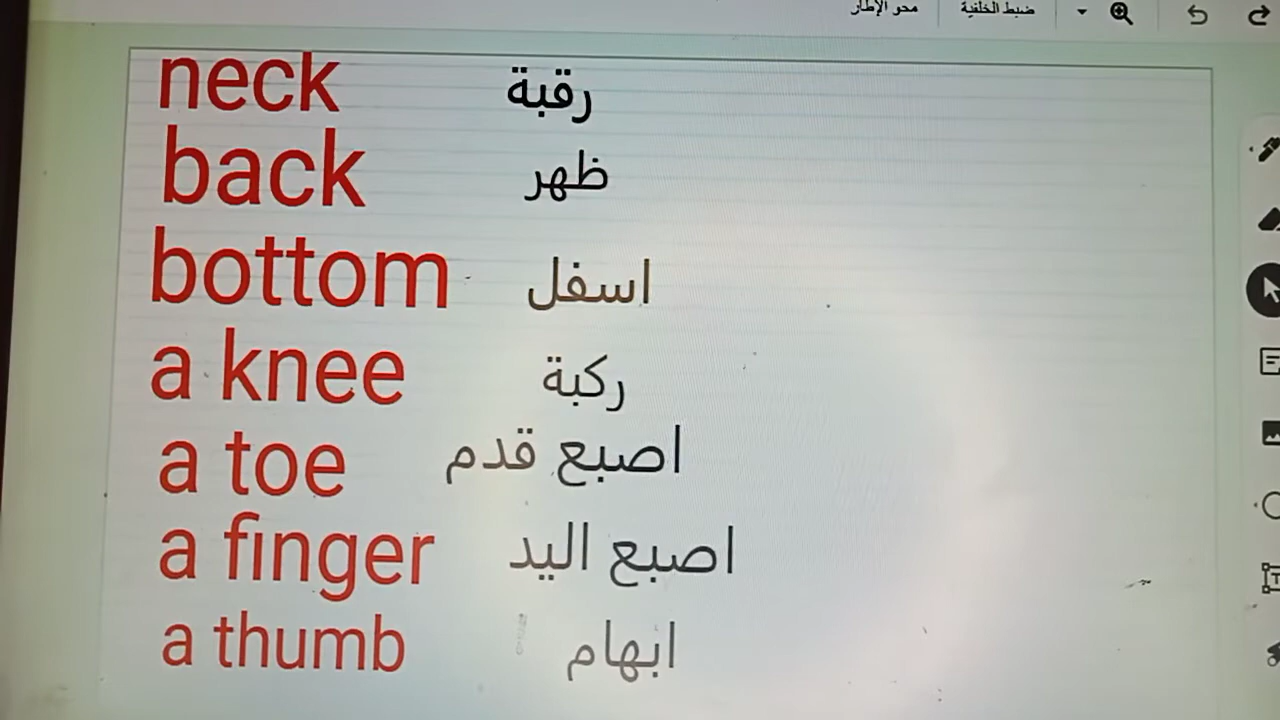 محو الإطار ضبط الخلفية
neck رقبة
back ظهر
bottom اسفل
a knee ركبة
a toe اصبع قدم
a finger اصبع اليد
a thumb ابهام